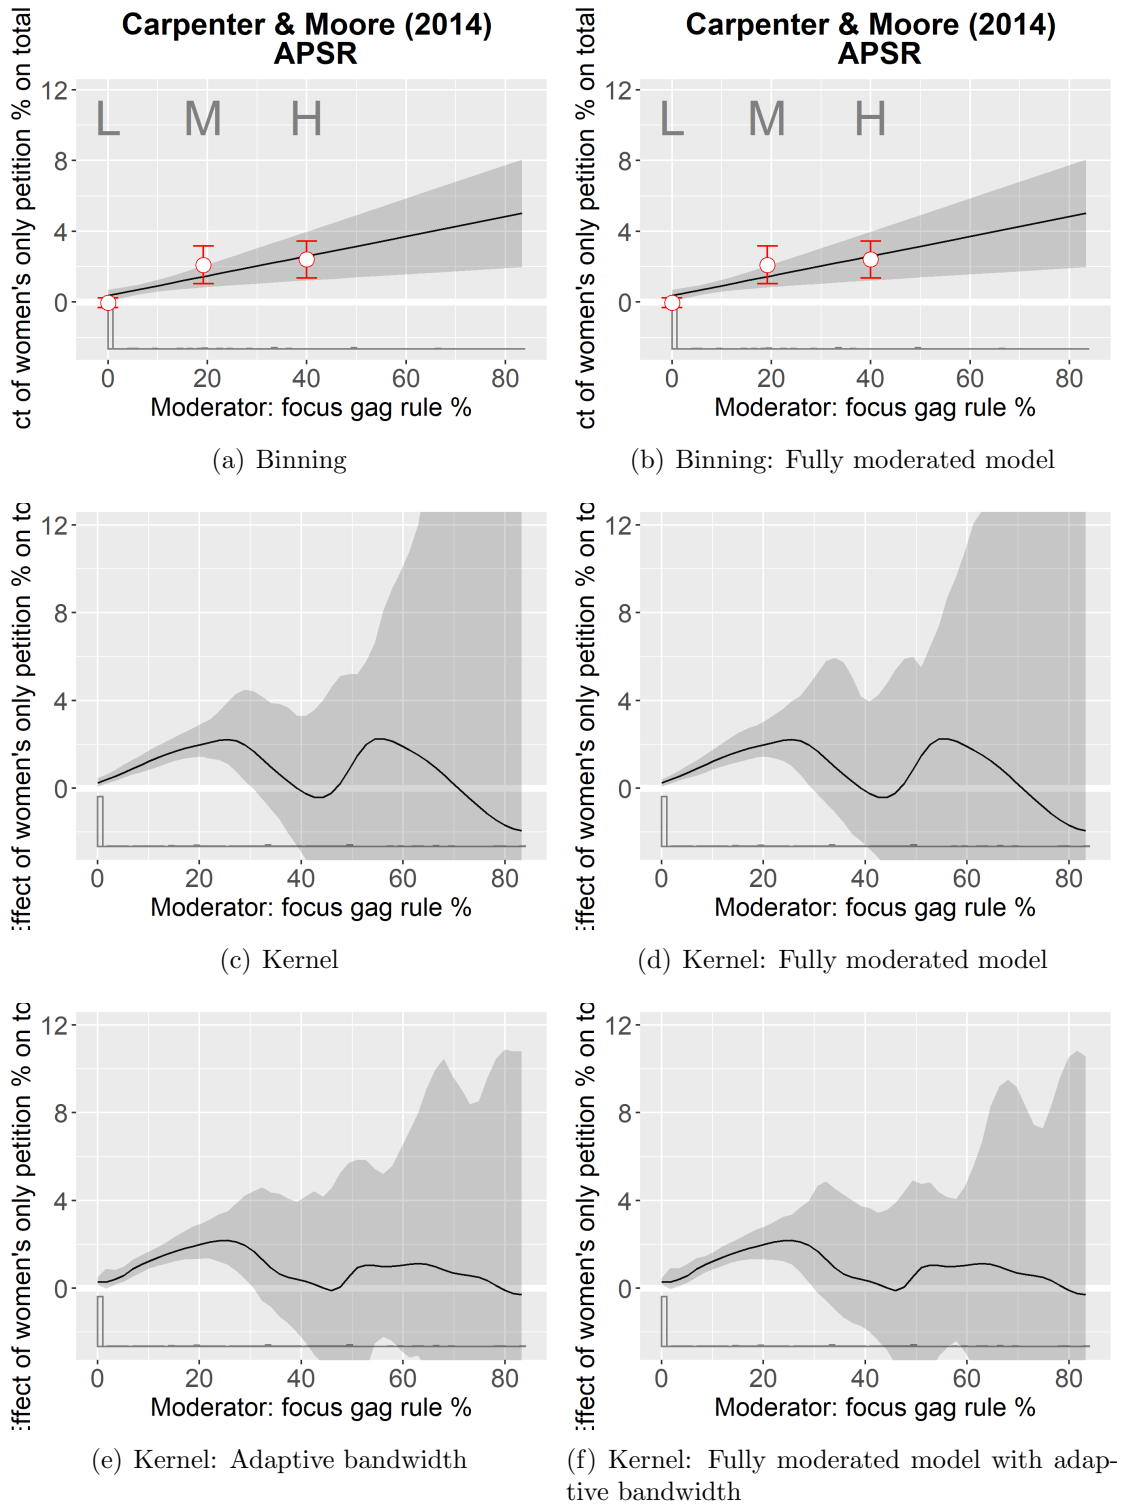 Carpenter & Moore (2014)
APSR
ct of women's only petition % on total
12
8
4
0
L M H
0 20 40 60 80
Moderator: focus gag rule %
(a) Binning
Carpenter & Moore (2014)
APSR
ct of women's only petition % on total
12
8
4
0
L M H
0 20 40 60 80
Moderator: focus gag rule %
(b) Binning: Fully moderated model
Effect of women's only petition % on to
12
8
4
0
0 20 40 60 80
Moderator: focus gag rule %
(c) Kernel
Effect of women's only petition % on to
12
8
4
0
0 20 40 60 80
Moderator: focus gag rule %
(d) Kernel: Fully moderated model
Effect of women's only petition % on to
12
8
4
0
0 20 40 60 80
Moderator: focus gag rule %
(e) Kernel: Adaptive bandwidth
Effect of women's only petition % on to
12
8
4
0
0 20 40 60 80
Moderator: focus gag rule %
(f) Kernel: Fully moderated model with adap-
tive bandwidth